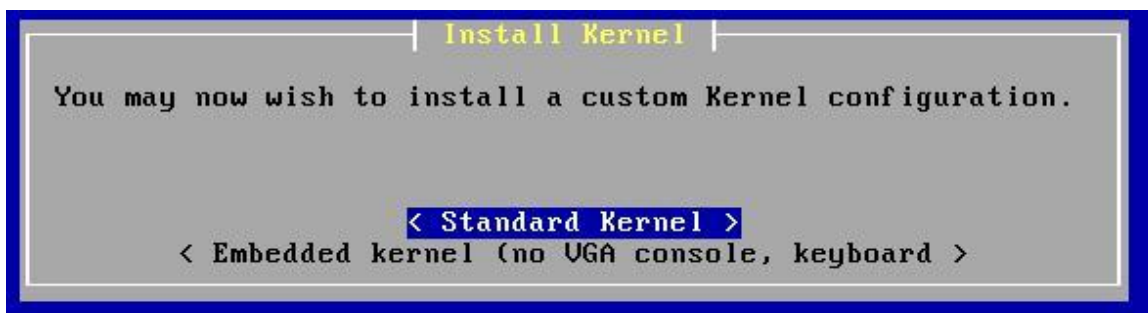 Install Kernel
You may now wish to install a custom Kernel configuration.
< Standard Kernel >
< Embedded kernel (no VGA console, keyboard >